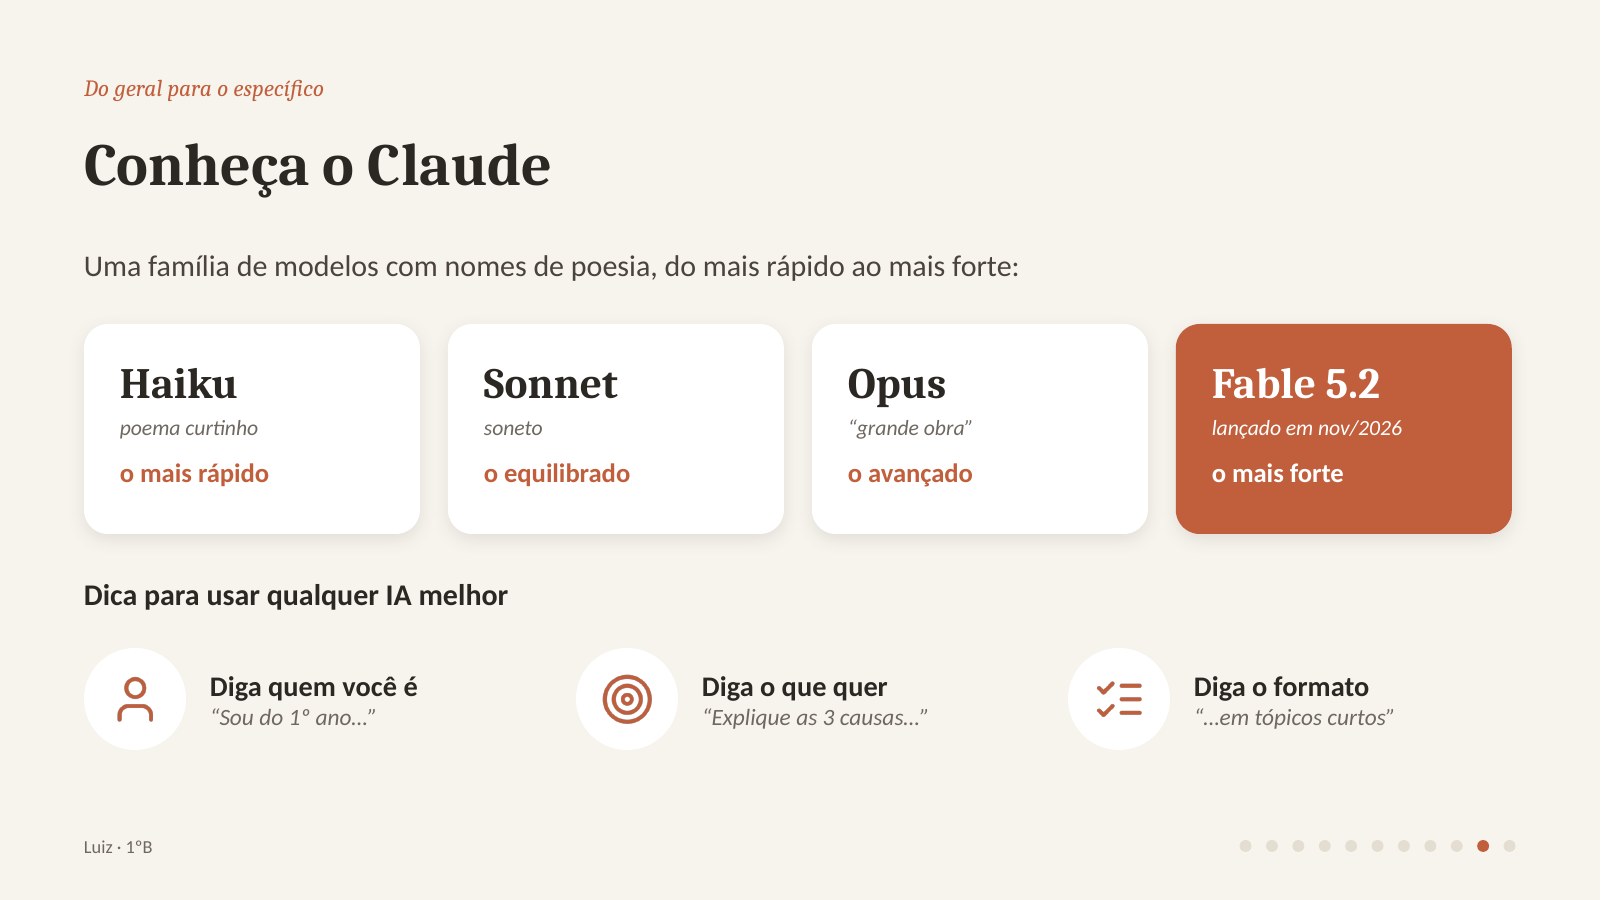 Do geral para o específico
Conheça o Claude
Uma família de modelos com nomes de poesia, do mais rápido ao mais forte:
Haiku
poema curtinho
o mais rápido
Sonnet
soneto
o equilibrado
Opus
“grande obra”
o avançado
Fable 5.2
lançado em nov/2026
o mais forte
Dica para usar qualquer IA melhor
Diga quem você é
“Sou do 1º ano…”
Diga o que quer
“Explique as 3 causas…”
Diga o formato
“…em tópicos curtos”
Luiz · 1ºB